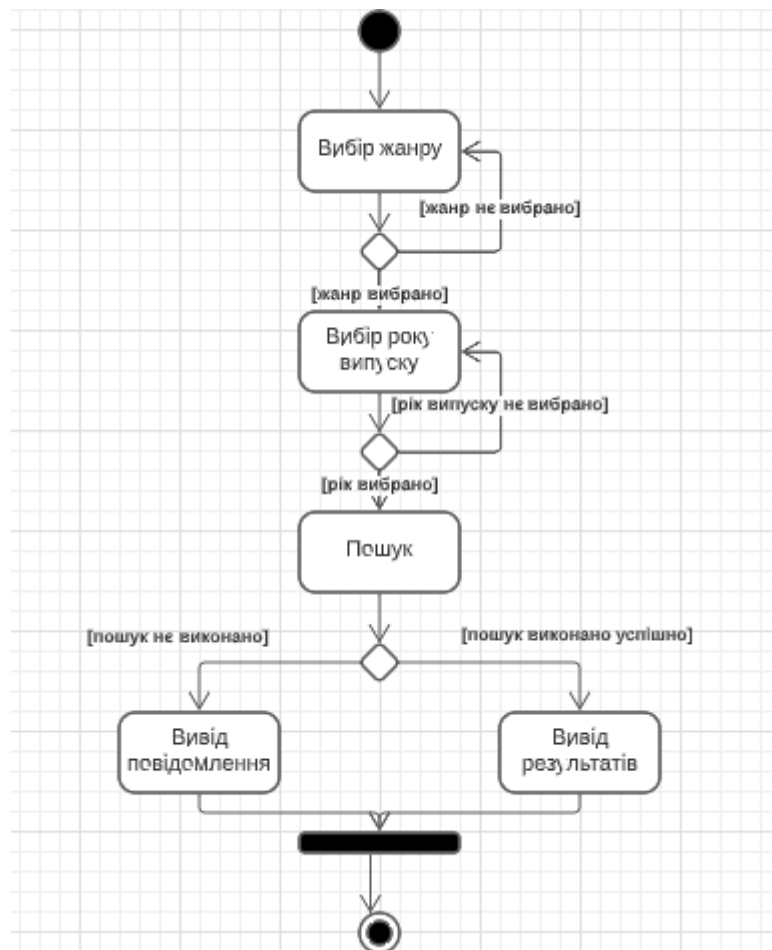 Вибір жанру
[жанр не вибрано]
[жанр вибрано]
Вибір року
випуску
[рік випуску не вибрано]
[рік вибрано]
Пошук
[пошук не виконано]
[пошук виконано успішно]
Вивід
повідомлення
Вивід
результатів